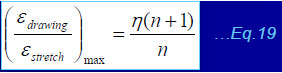 (ε_drawing / ε_stretch)_max = η(n+1) / n ...Eq.19